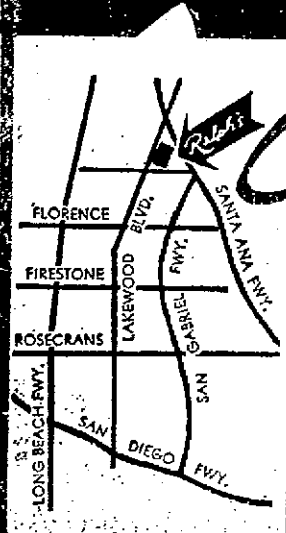 Ralph's
FLORENCE
BLVD.
SANTA ANA FWY.
FIRESTONE
LAKEWOOD
FWY.
GABRIEL
ROSECRANS
SAN
LONG BEACH FWY.
SAN
DIEGO
FWY.